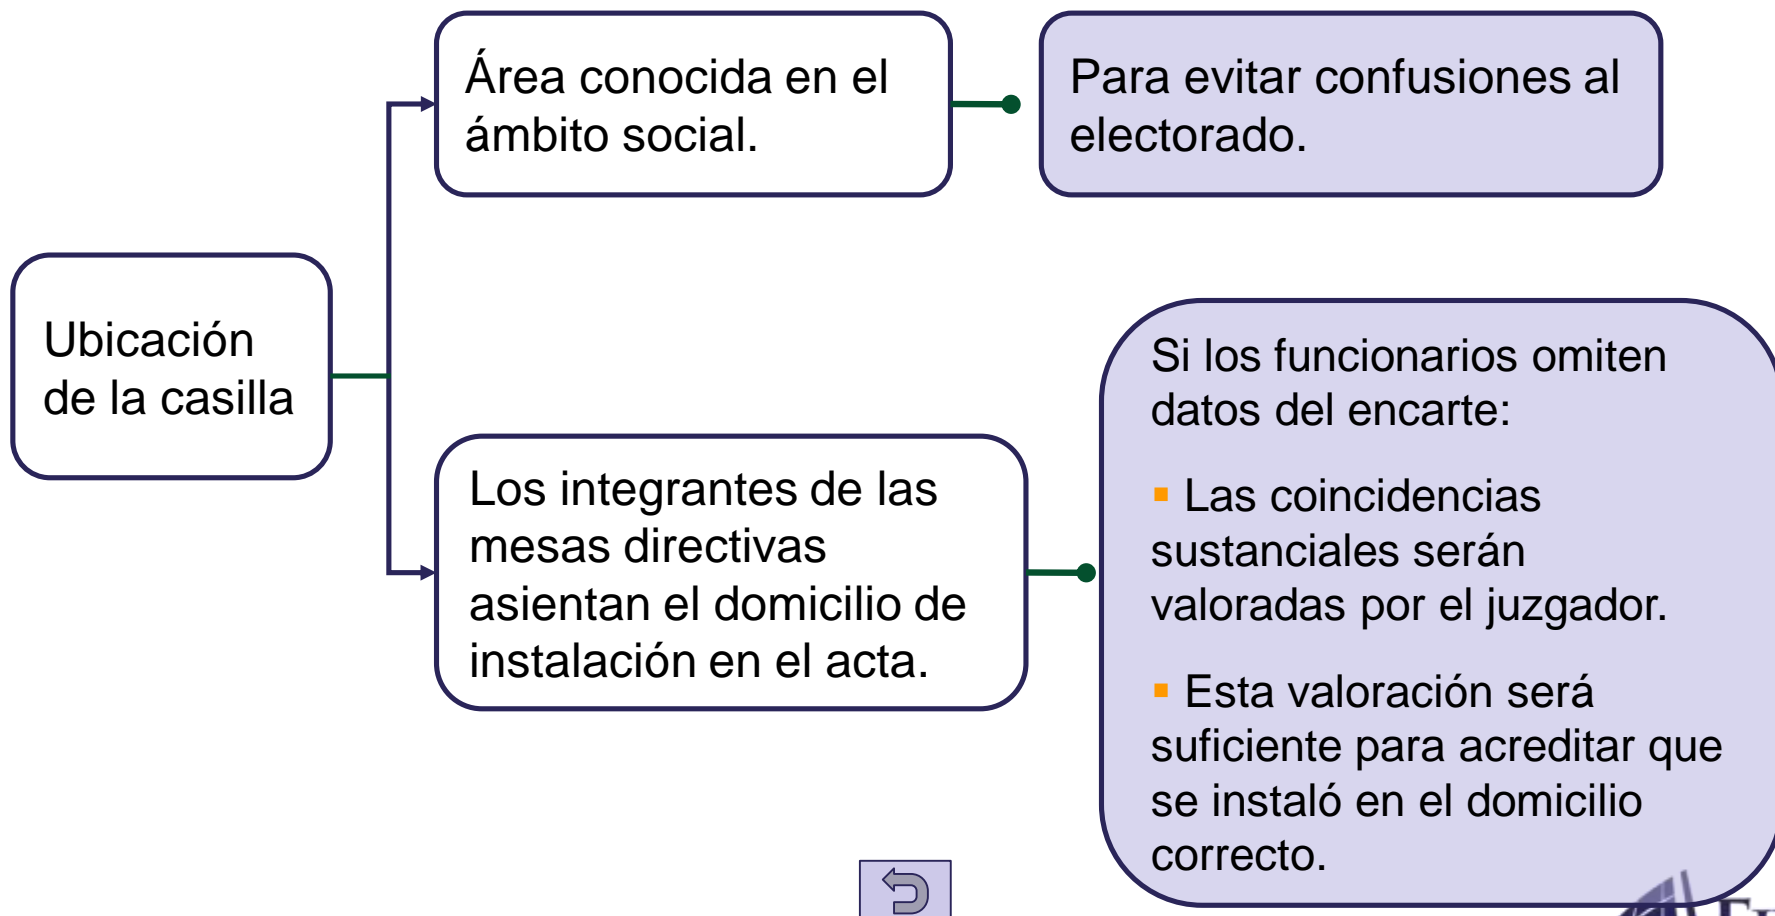 Área conocida en el
ámbito social.
Para evitar confusiones al
electorado.
Ubicación
de la casilla
Los integrantes de las
mesas directivas
asientan el domicilio de
instalación en el acta.
Si los funcionarios omiten
datos del encarte:
▪ Las coincidencias
sustanciales serán
valoradas por el juzgador.
▪ Esta valoración será
suficiente para acreditar que
se instaló en el domicilio
correcto.